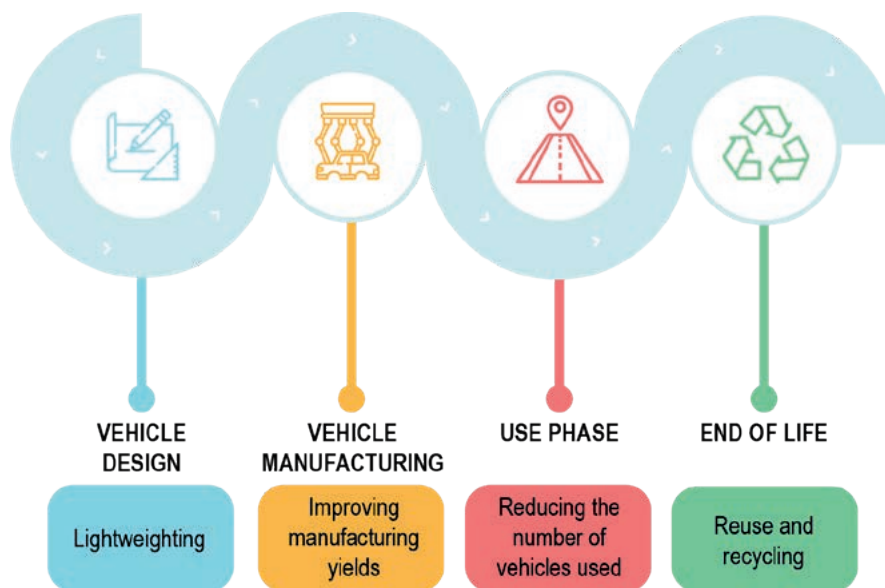 VEHICLE
DESIGN
VEHICLE
MANUFACTURING
USE PHASE
END OF LIFE
Lightweighting
Improving
manufacturing
yields
Reducing the
number of
vehicles used
Reuse and
recycling